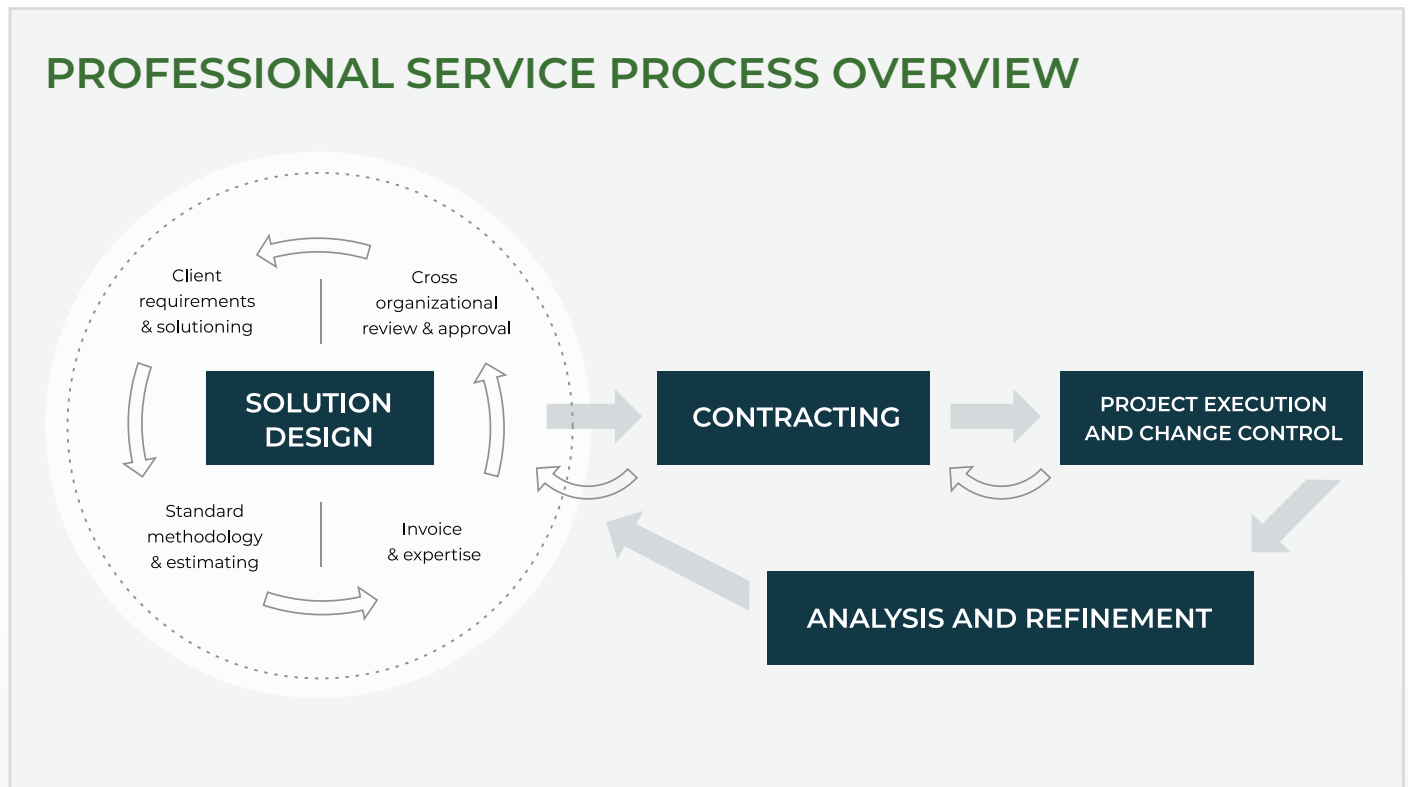 PROFESSIONAL SERVICE PROCESS OVERVIEW
Client
requirements
& solutioning
Cross
organizational
review & approval
SOLUTION
DESIGN
Standard
methodology
& estimating
Invoice
& expertise
CONTRACTING
PROJECT EXECUTION
AND CHANGE CONTROL
ANALYSIS AND REFINEMENT